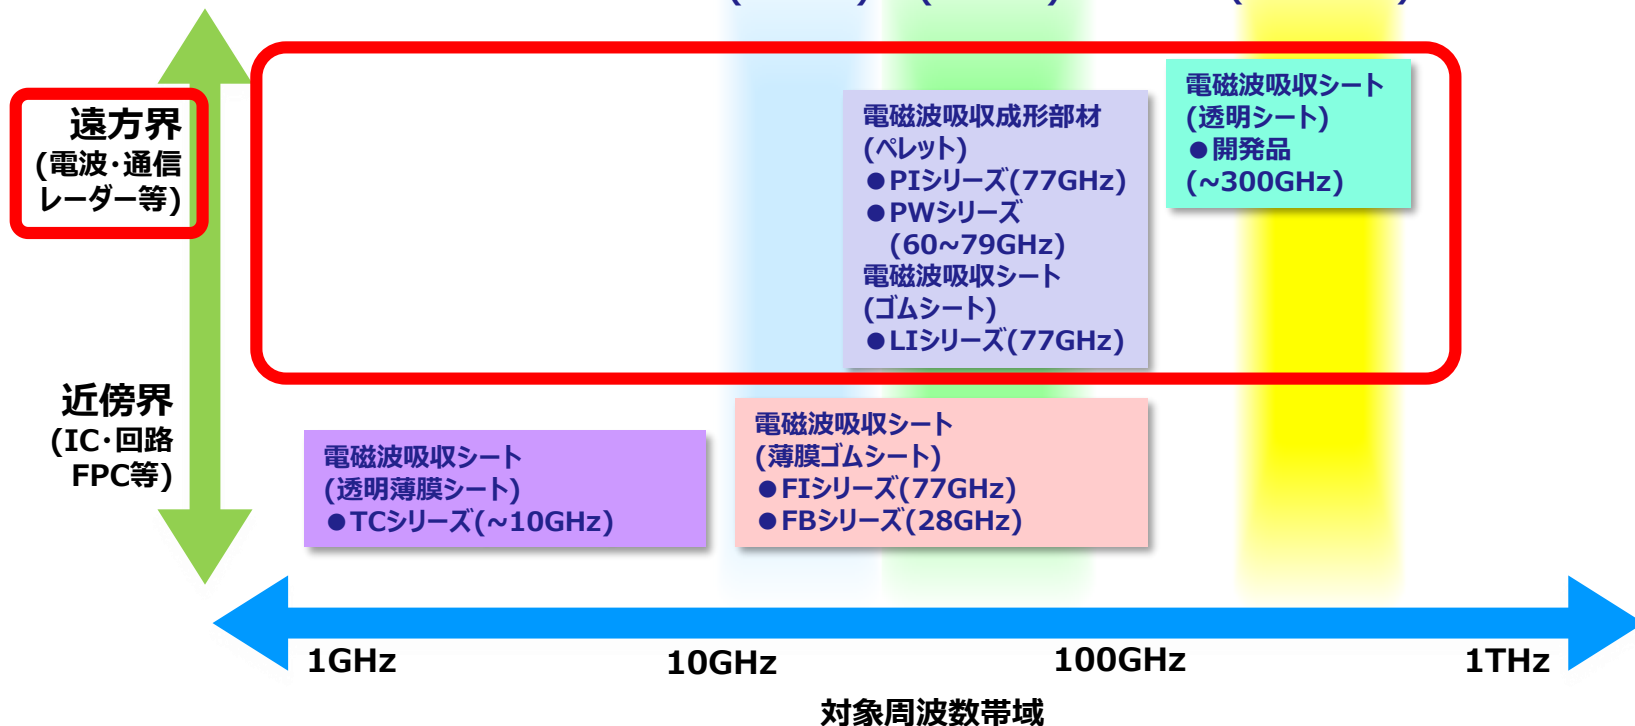 遠方界
(電波・通信
レーダー等)
電磁波吸収成形部材
(ペレット)
●PIシリーズ(77GHz)
●PWシリーズ
(60~79GHz)
電磁波吸収シート
(ゴムシート)
●LIシリーズ(77GHz)
電磁波吸収シート
(透明シート)
●開発品
(~300GHz)
近傍界
(IC・回路
FPC等)
電磁波吸収シート
(透明薄膜シート)
●TCシリーズ(~10GHz)
電磁波吸収シート
(薄膜ゴムシート)
●FIシリーズ(77GHz)
●FBシリーズ(28GHz)
1GHz
10GHz
100GHz
1THz
対象周波数帯域